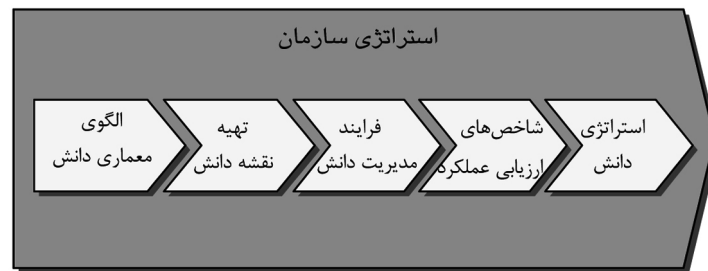 استراتژی سازمان
استراتژی
دانش
شاخص‌های
ارزیابی عملکرد
فرایند
مدیریت دانش
تهیه
نقشه دانش
الگوی
معماری دانش